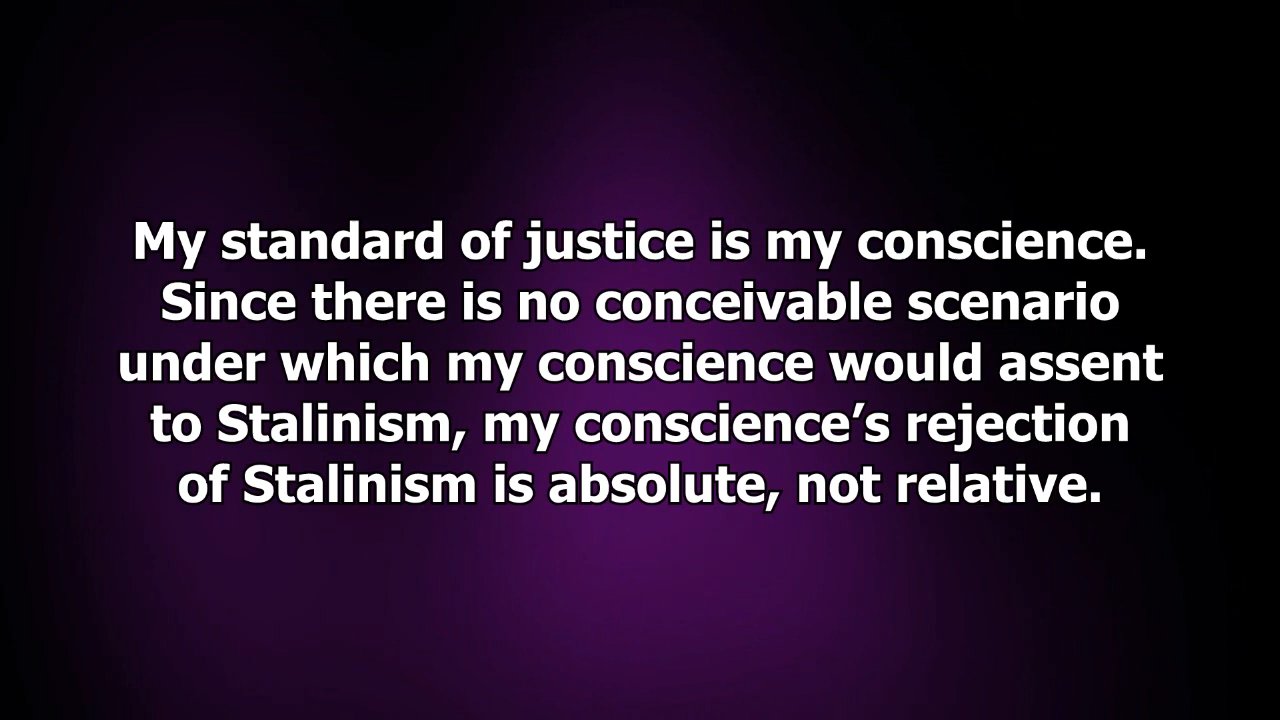 My standard of justice is my conscience.
Since there is no conceivable scenario
under which my conscience would assent
to Stalinism, my conscience’s rejection
of Stalinism is absolute, not relative.